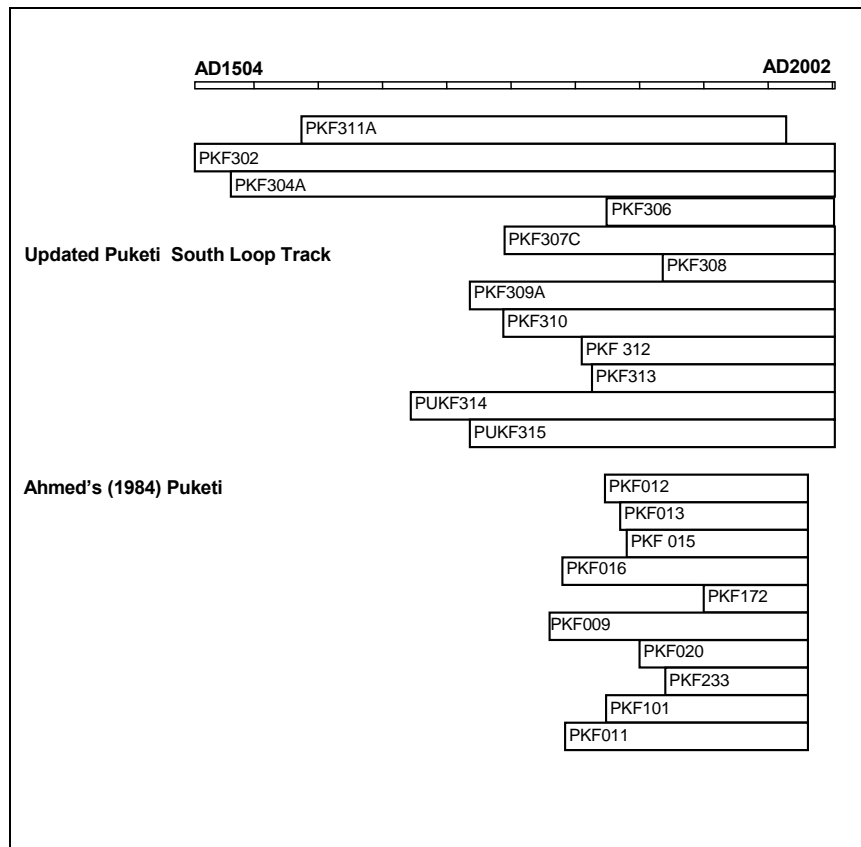 AD1504 AD2002
PKF311A
PKF302
PKF304A
PKF306
PKF307C
Updated Puketi South Loop Track
PKF308
PKF309A
PKF310
PKF 312
PKF313
PUKF314
PUKF315
Ahmed's (1984) Puketi
PKF012
PKF013
PKF 015
PKF016
PKF172
PKF009
PKF020
PKF233
PKF101
PKF011